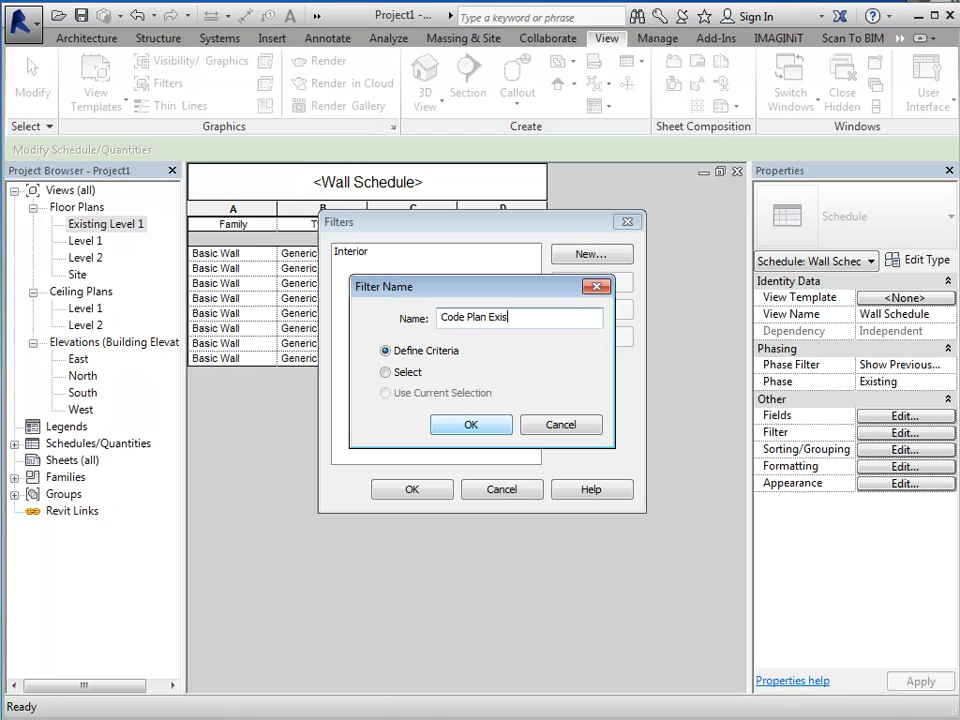 Project1 -...
Type a keyword or phrase
Sign In
Architecture Structure Systems Insert Annotate Analyze Massing & Site Collaborate View Manage Add-Ins IMAGINiT Scan To BIM
Modify
View
Templates
Visibility/ Graphics
Filters
Thin Lines
Render
Render in Cloud
Render Gallery
3D
View
Section
Callout
Switch
Windows
Close
Hidden
User
Interface
Select
Graphics
Create
Sheet Composition
Windows
Modify Schedule/Quantities
Project Browser - Project1
Views (all)
Floor Plans
Existing Level 1
Level 1
Level 2
Site
Ceiling Plans
Level 1
Level 2
Elevations (Building Elevat
East
North
South
West
Legends
Schedules/Quantities
Sheets (all)
Families
Groups
Revit Links
<Wall Schedule>
A B C D
Family
Basic Wall Generic
Basic Wall Generic
Basic Wall Generic
Basic Wall Generic
Basic Wall Generic
Basic Wall Generic
Basic Wall Generic
Basic Wall Generic
Filters
Interior
New...
Filter Name
Name: Code Plan Exis
Define Criteria
Select
Use Current Selection
OK Cancel
OK Cancel Help
Properties
Schedule
Schedule: Wall Schec
Edit Type
Identity Data
View Template <None>
View Name Wall Schedule
Dependency Independent
Phasing
Phase Filter Show Previous...
Phase Existing
Other
Fields Edit...
Filter Edit...
Sorting/Grouping Edit...
Formatting Edit...
Appearance Edit...
Properties help
Apply
Ready